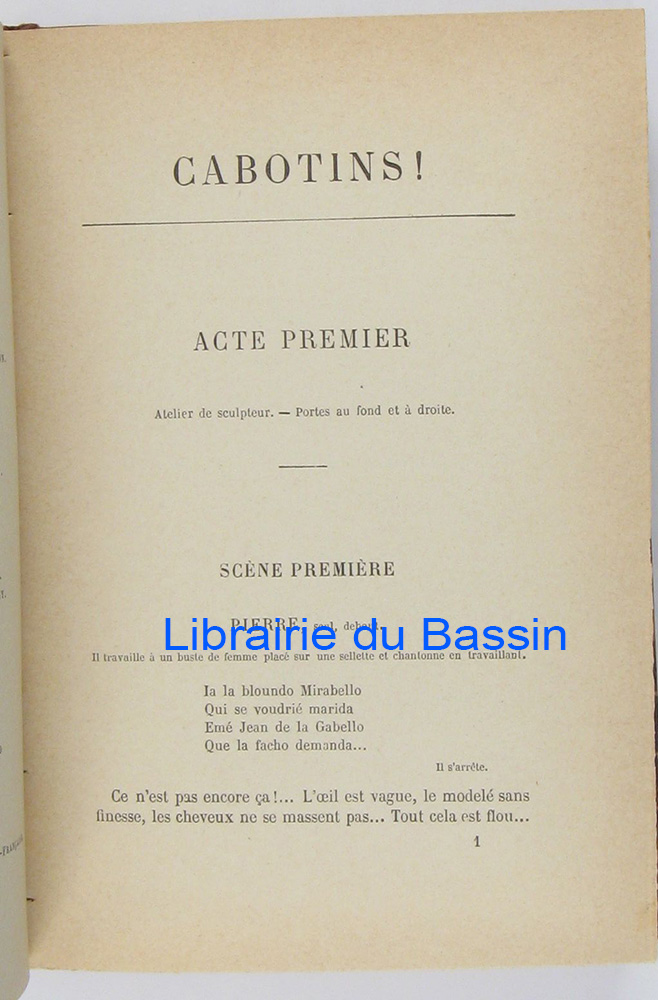 CABOTINS!
ACTE PREMIER
Atelier de sculpteur. — Portes au fond et à droite.
SCÈNE PREMIÈRE
PIERRE, seul, debout.
Librairie du Bassin
Il travaille à un buste de femme placé sur une sellette et chantonne en travaillant.
Ia la bloundo Mirabello
Qui se voudrié marida
Emé Jean de la Gabello
Que la facho demanda...
Il s'arrête.
Ce n'est pas encore ça!... L'œil est vague, le modelé sans
finesse, les cheveux ne se massent pas... Tout cela est flou...
1